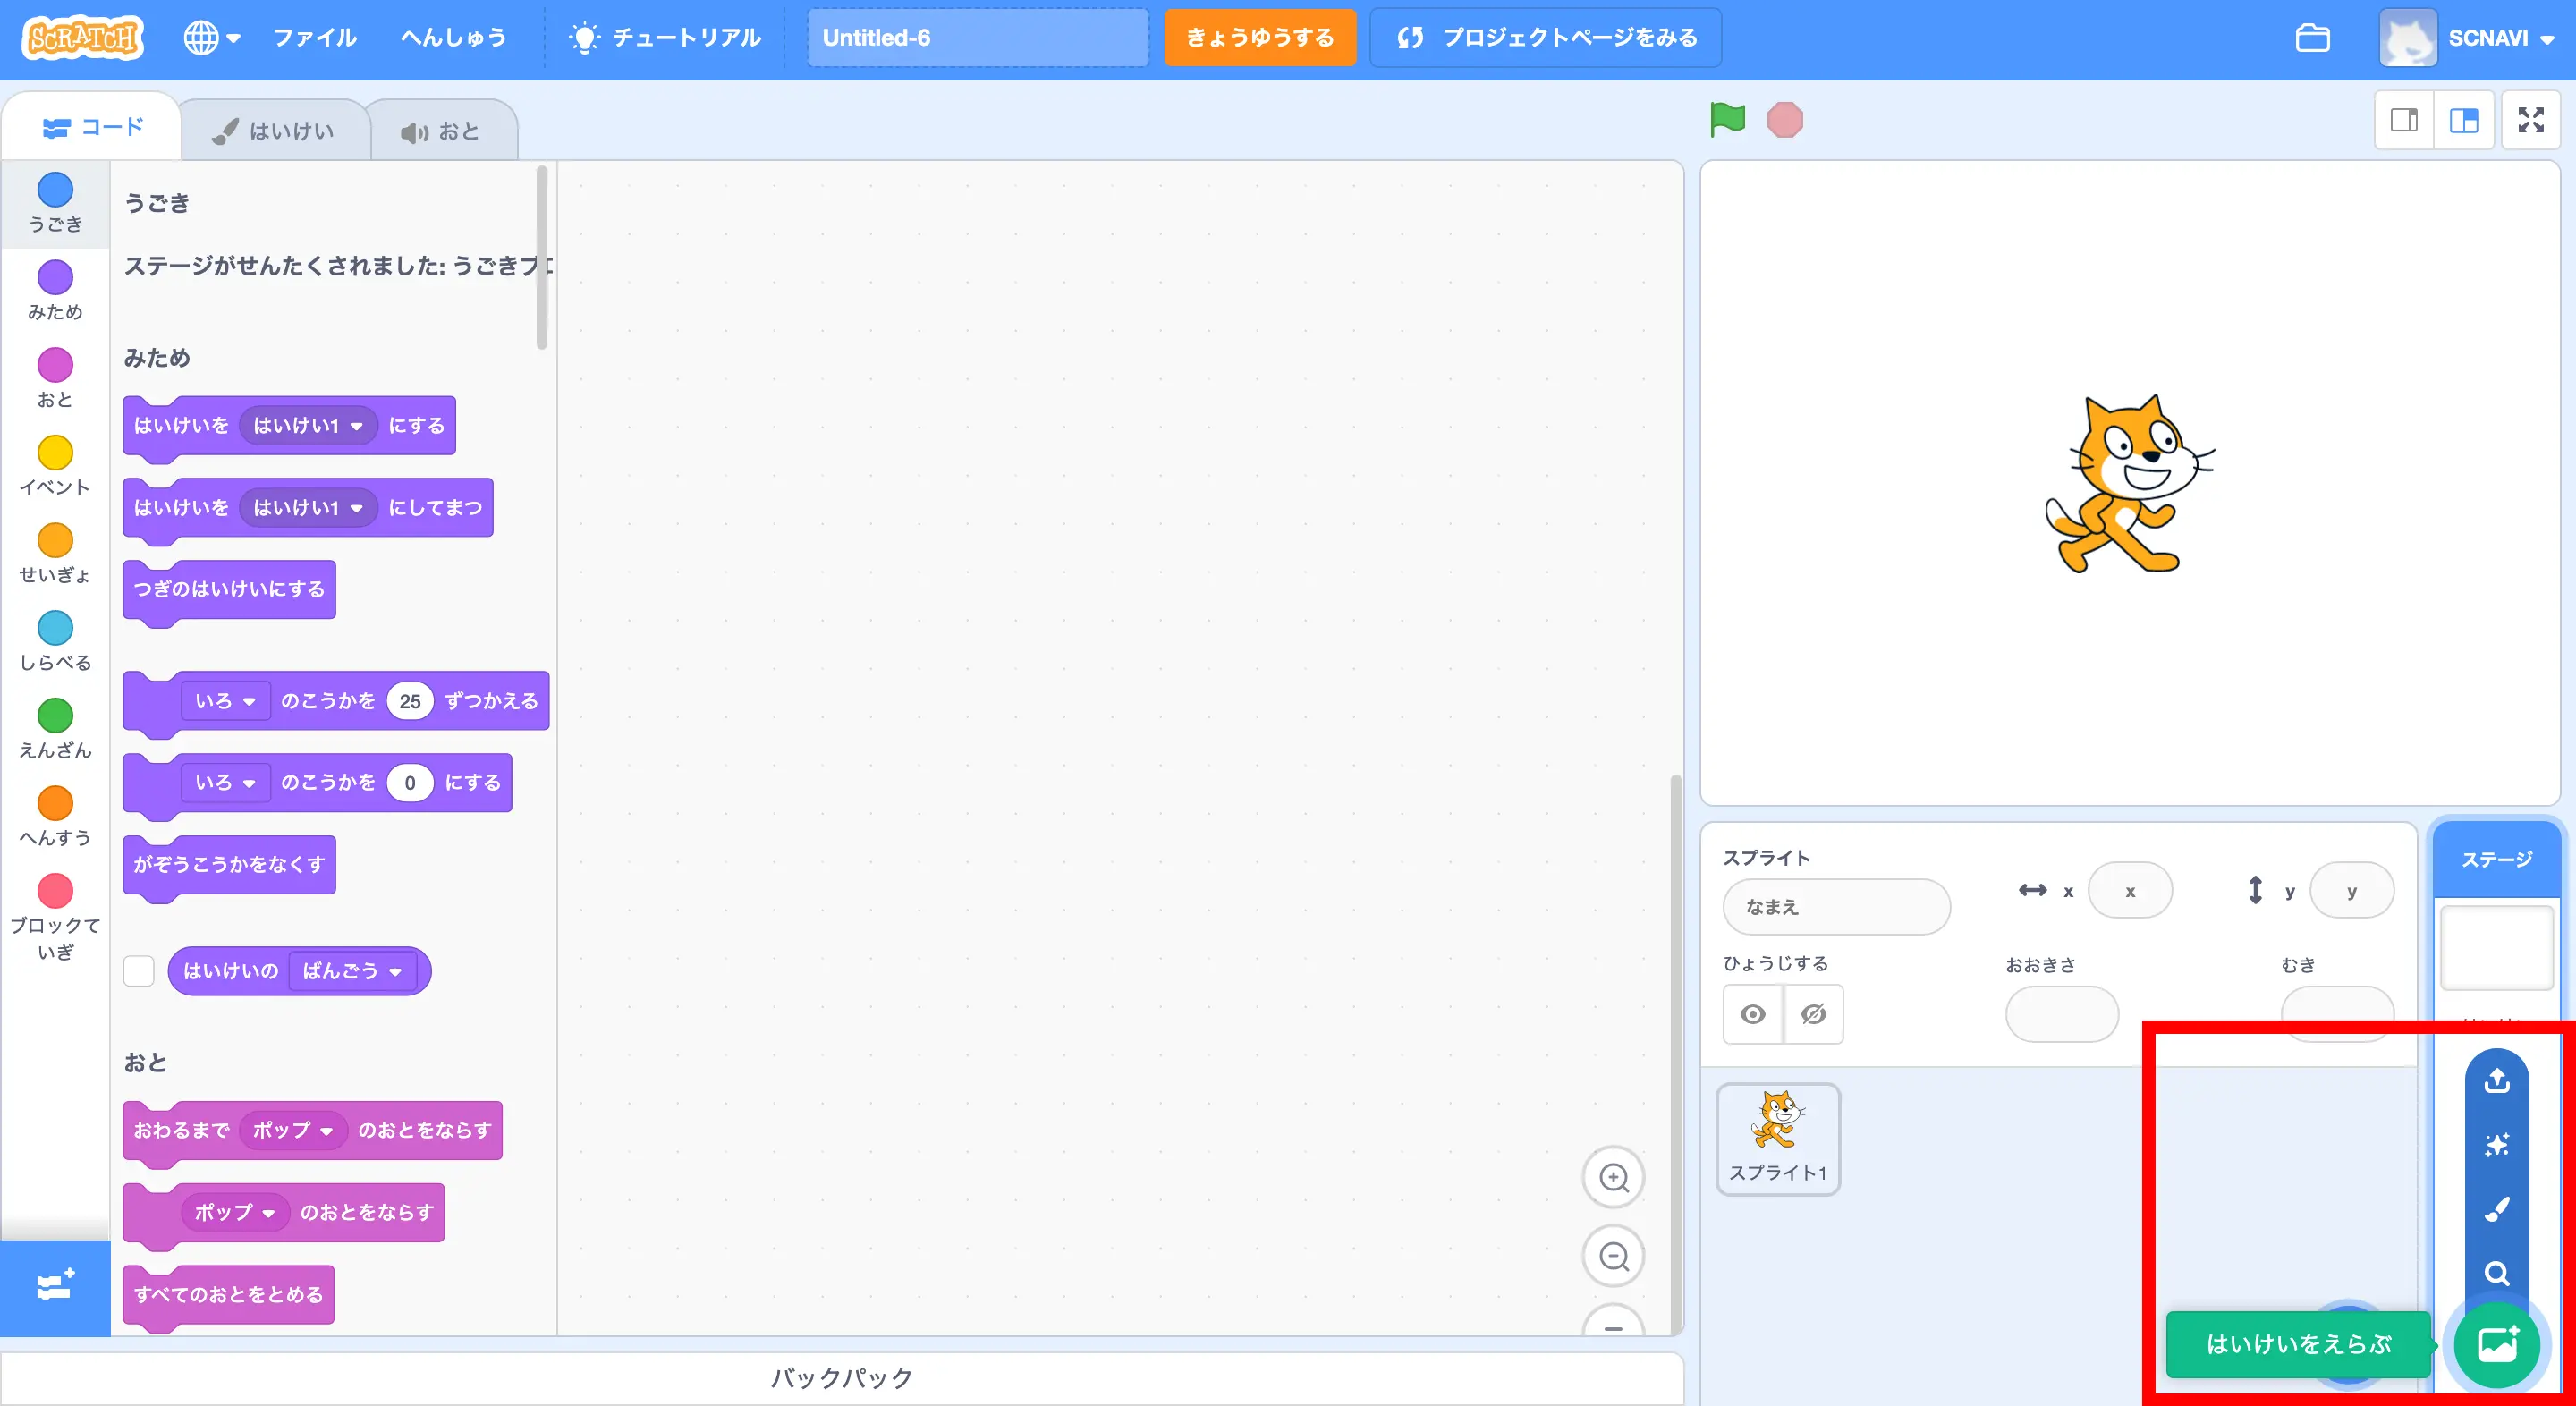 SCRATCH
ファイル
へんしゅう
チュートリアル
Untitled-6
きょうゆうする
プロジェクトページをみる
SCNAVI
コード
はいけい
おと
うごき
みため
おと
イベント
せいぎょ
しらべる
えんざん
へんすう
ブロックて
いぎ
うごき
ステージがせんたくされました: うごきブ
みため
はいけいを はいけい1 にする
はいけいを はいけい1 にしてまつ
つぎのはいけいにする
いろ のこうかを 25 ずつかえる
いろ のこうかを 0 にする
がぞうこうかをなくす
はいけいの ばんごう
おと
おわるまで ポップ のおとをならす
ポップ のおとをならす
すべてのおとをとめる
バックパック
スプライト
なまえ
x x
y y
ひょうじする
おおきさ
むき
スプライト1
ステージ
はいけいをえらぶ